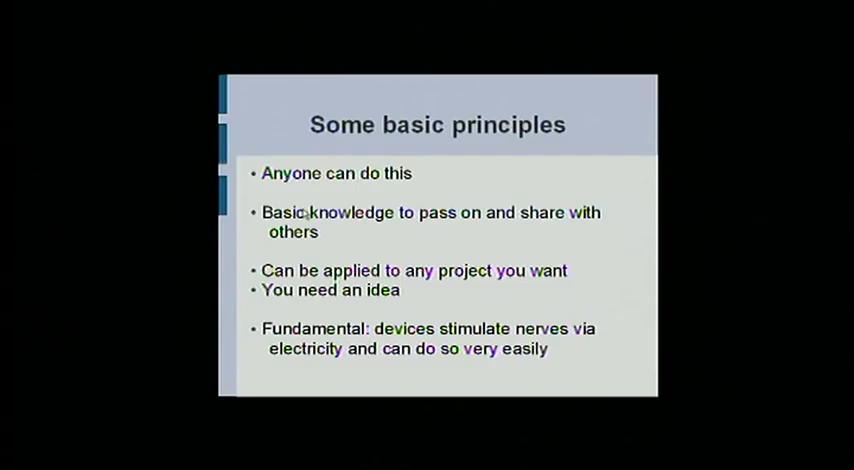 Some basic principles
• Anyone can do this
• Basic knowledge to pass on and share with
others
• Can be applied to any project you want
• You need an idea
• Fundamental: devices stimulate nerves via
electricity and can do so very easily